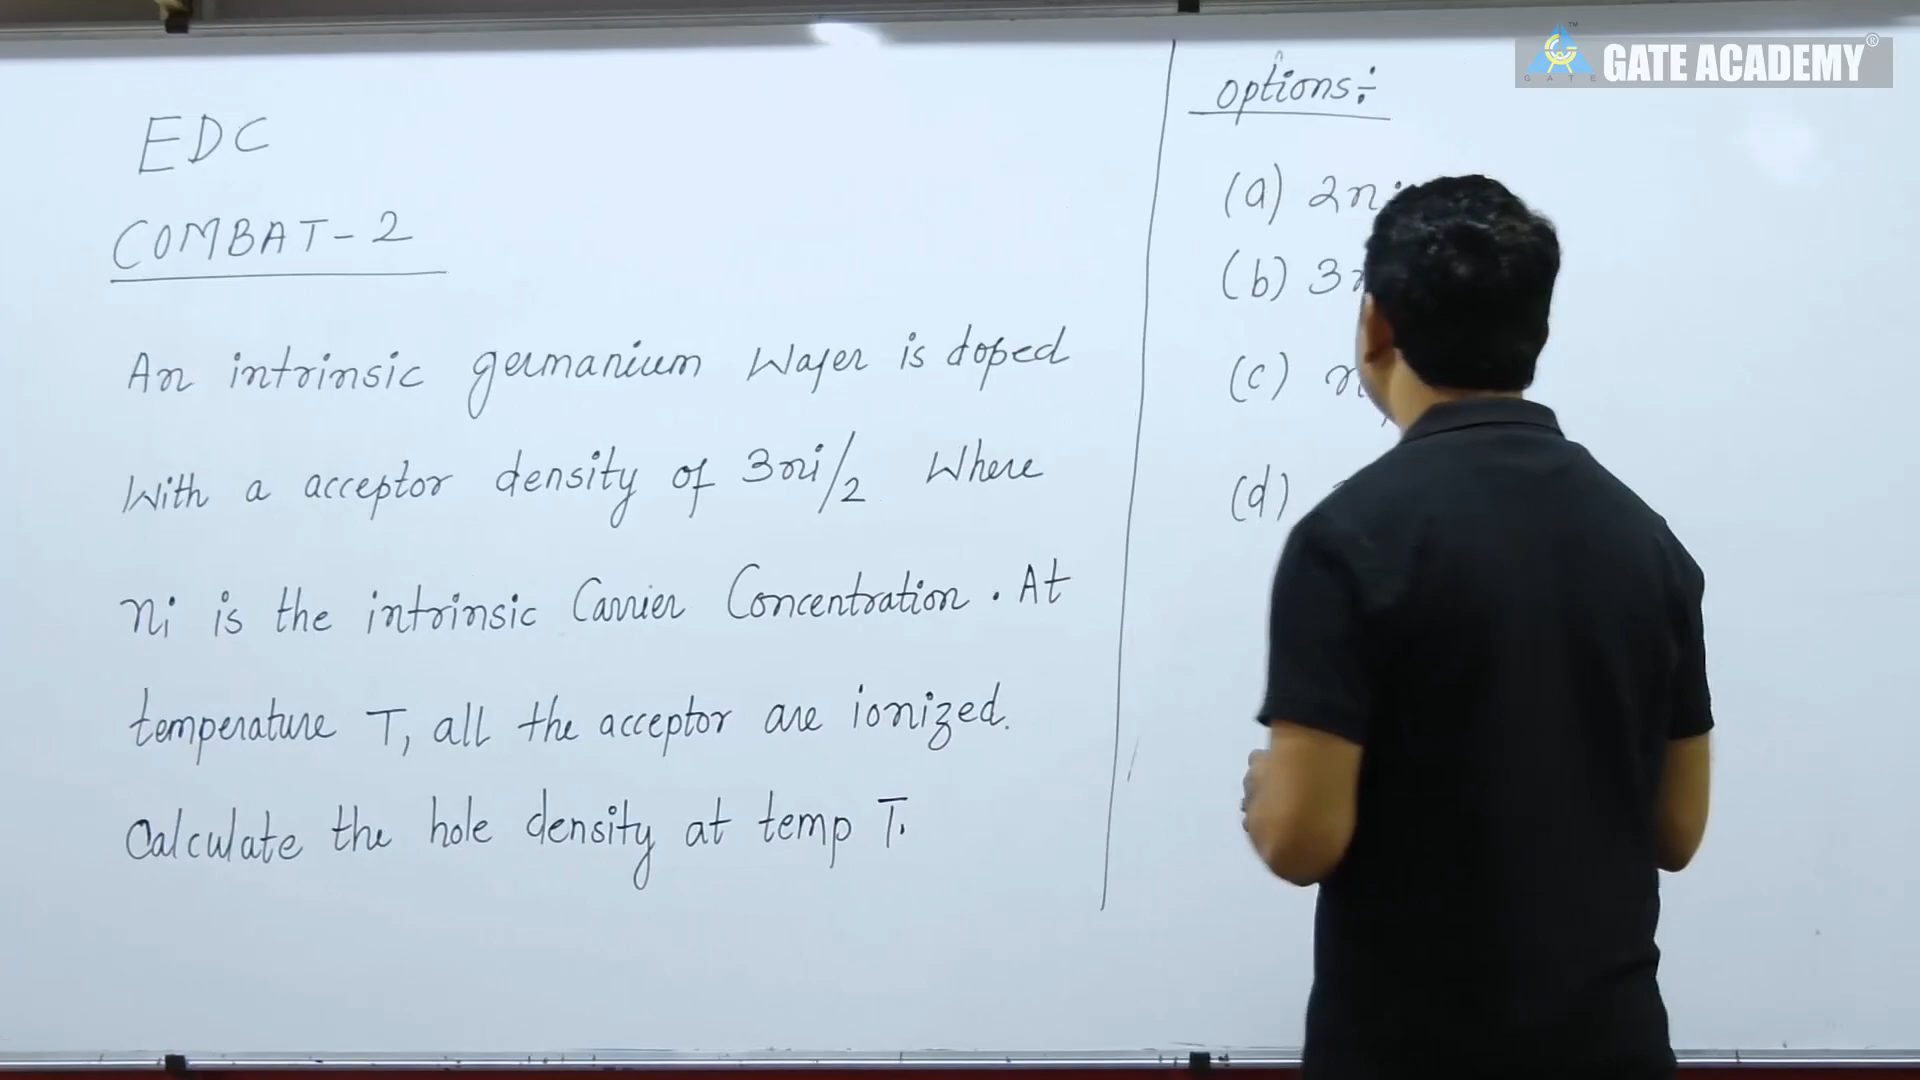 GATE ACADEMY
EDC
COMBAT-2
An intrinsic germanium Wafer is doped
With a acceptor density of 3ni/2 Where
ni is the intrinsic Carrier Concentration. At
temperature T, all the acceptor are ionized.
Calculate the hole density at temp T.
options:-
(a) 2ni
(b) 3
(c)
(d)